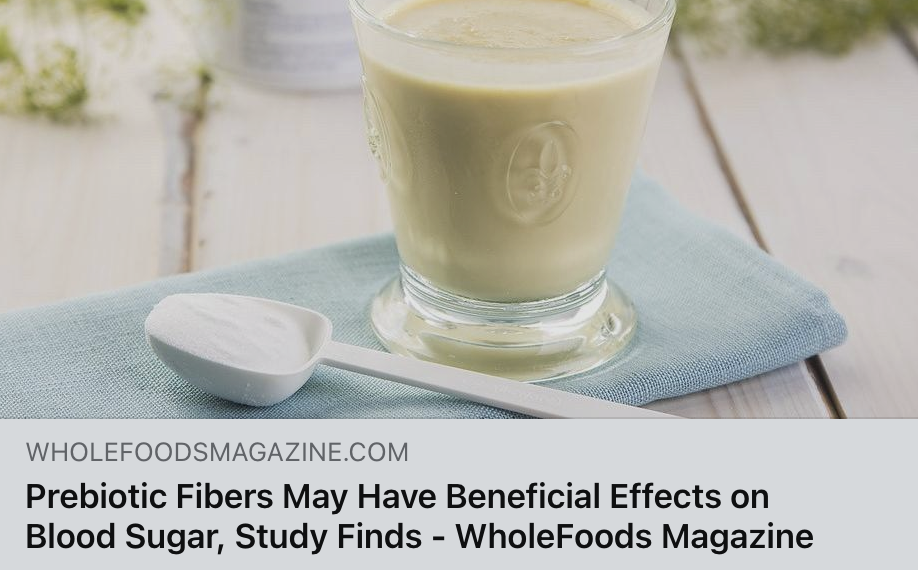 WHOLEFOODSMAGAZINE.COM
Prebiotic Fibers May Have Beneficial Effects on
Blood Sugar, Study Finds - WholeFoods Magazine